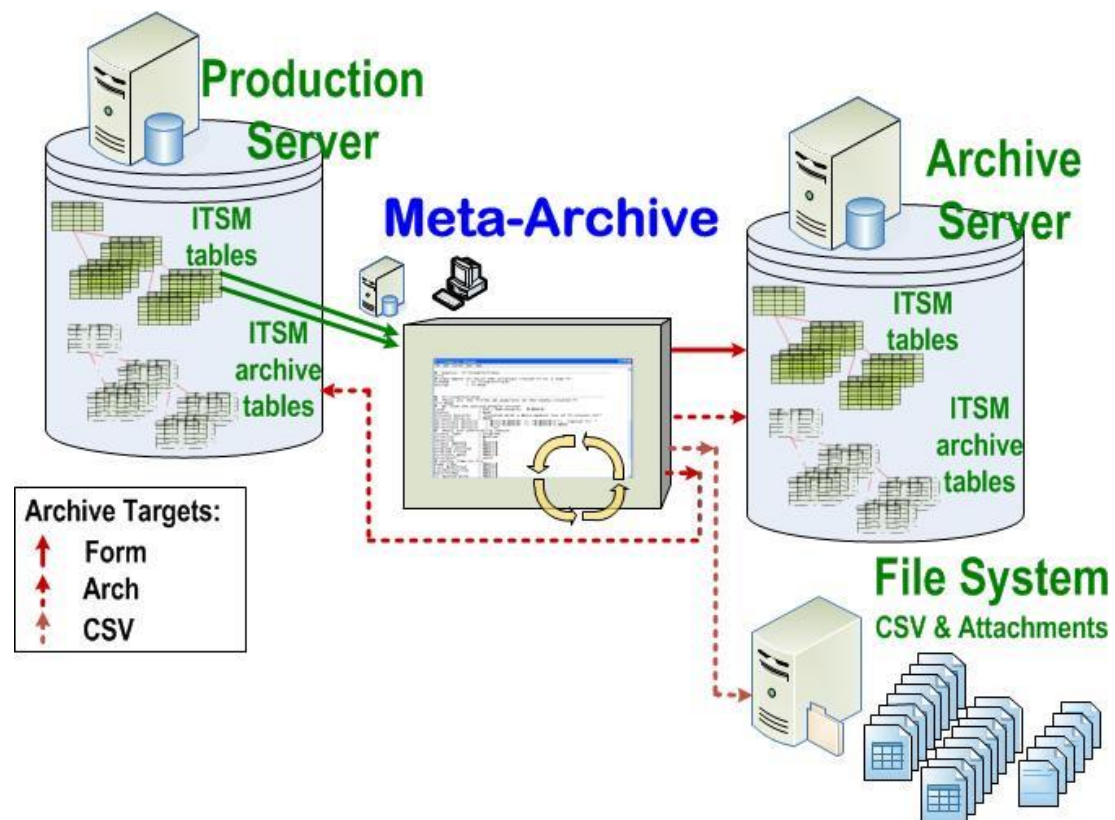 Production
Server
ITSM
tables
ITSM
archive
tables
Meta-Archive
Archive
Server
ITSM
tables
ITSM
archive
tables
Archive Targets:
Form
Arch
CSV
File System
CSV & Attachments